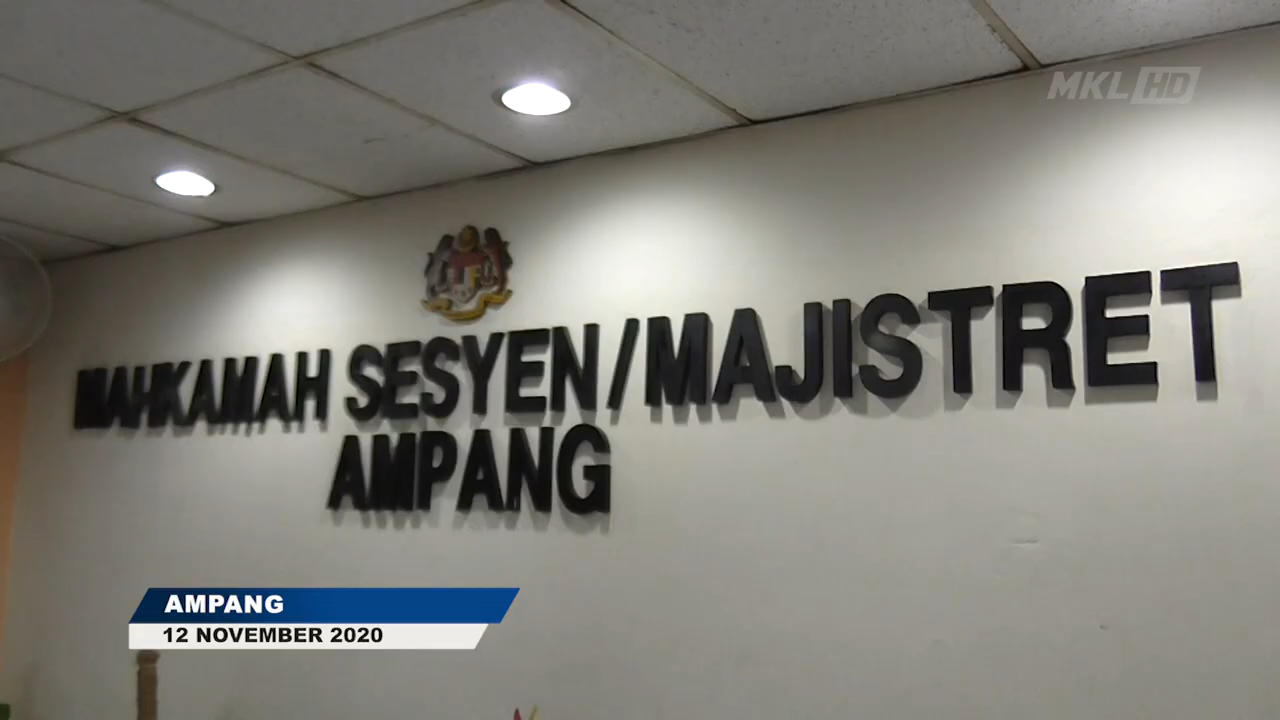 MKL HD
MAHKAMAH SESYEN/MAJISTRET
AMPANG
AMPANG
12 NOVEMBER 2020